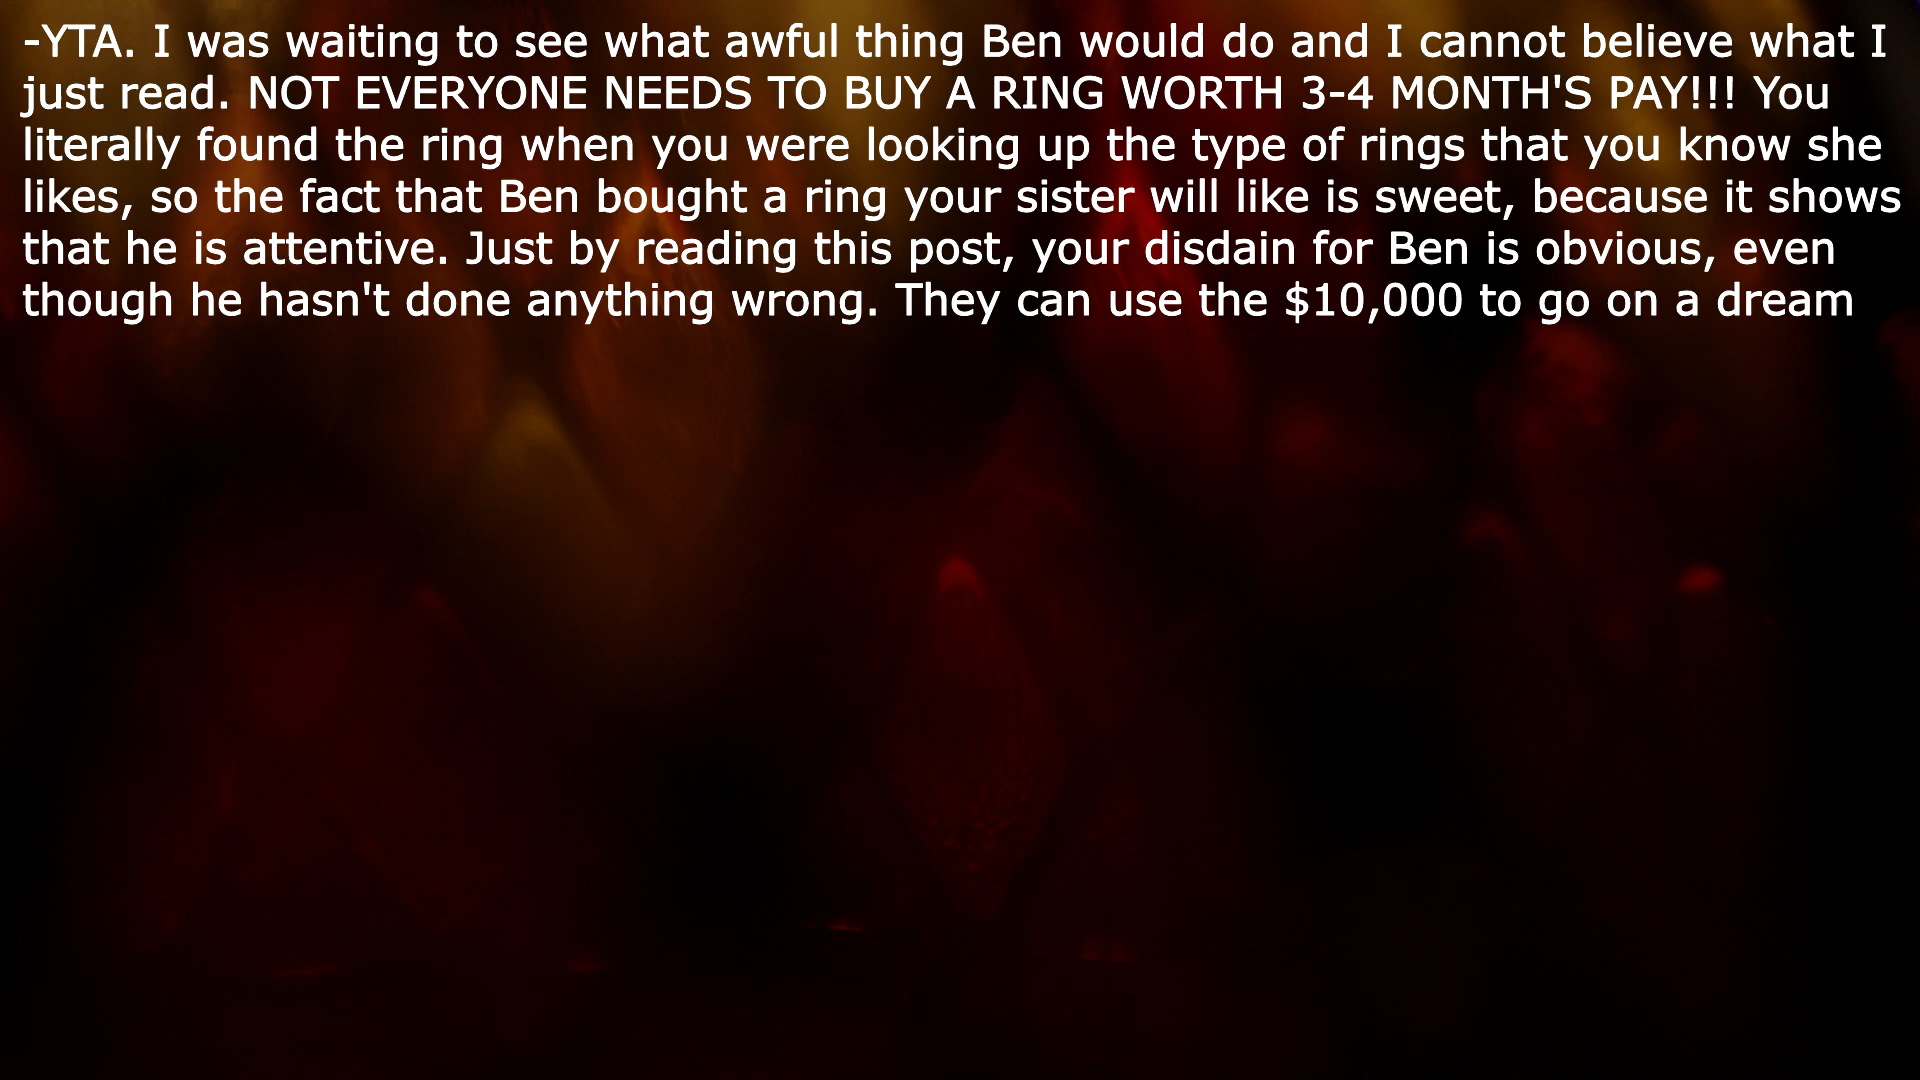 -YTA. I was waiting to see what awful thing Ben would do and I cannot believe what I
just read. NOT EVERYONE NEEDS TO BUY A RING WORTH 3-4 MONTH'S PAY!!! You
literally found the ring when you were looking up the type of rings that you know she
likes, so the fact that Ben bought a ring your sister will like is sweet, because it shows
that he is attentive. Just by reading this post, your disdain for Ben is obvious, even
though he hasn't done anything wrong. They can use the $10,000 to go on a dream